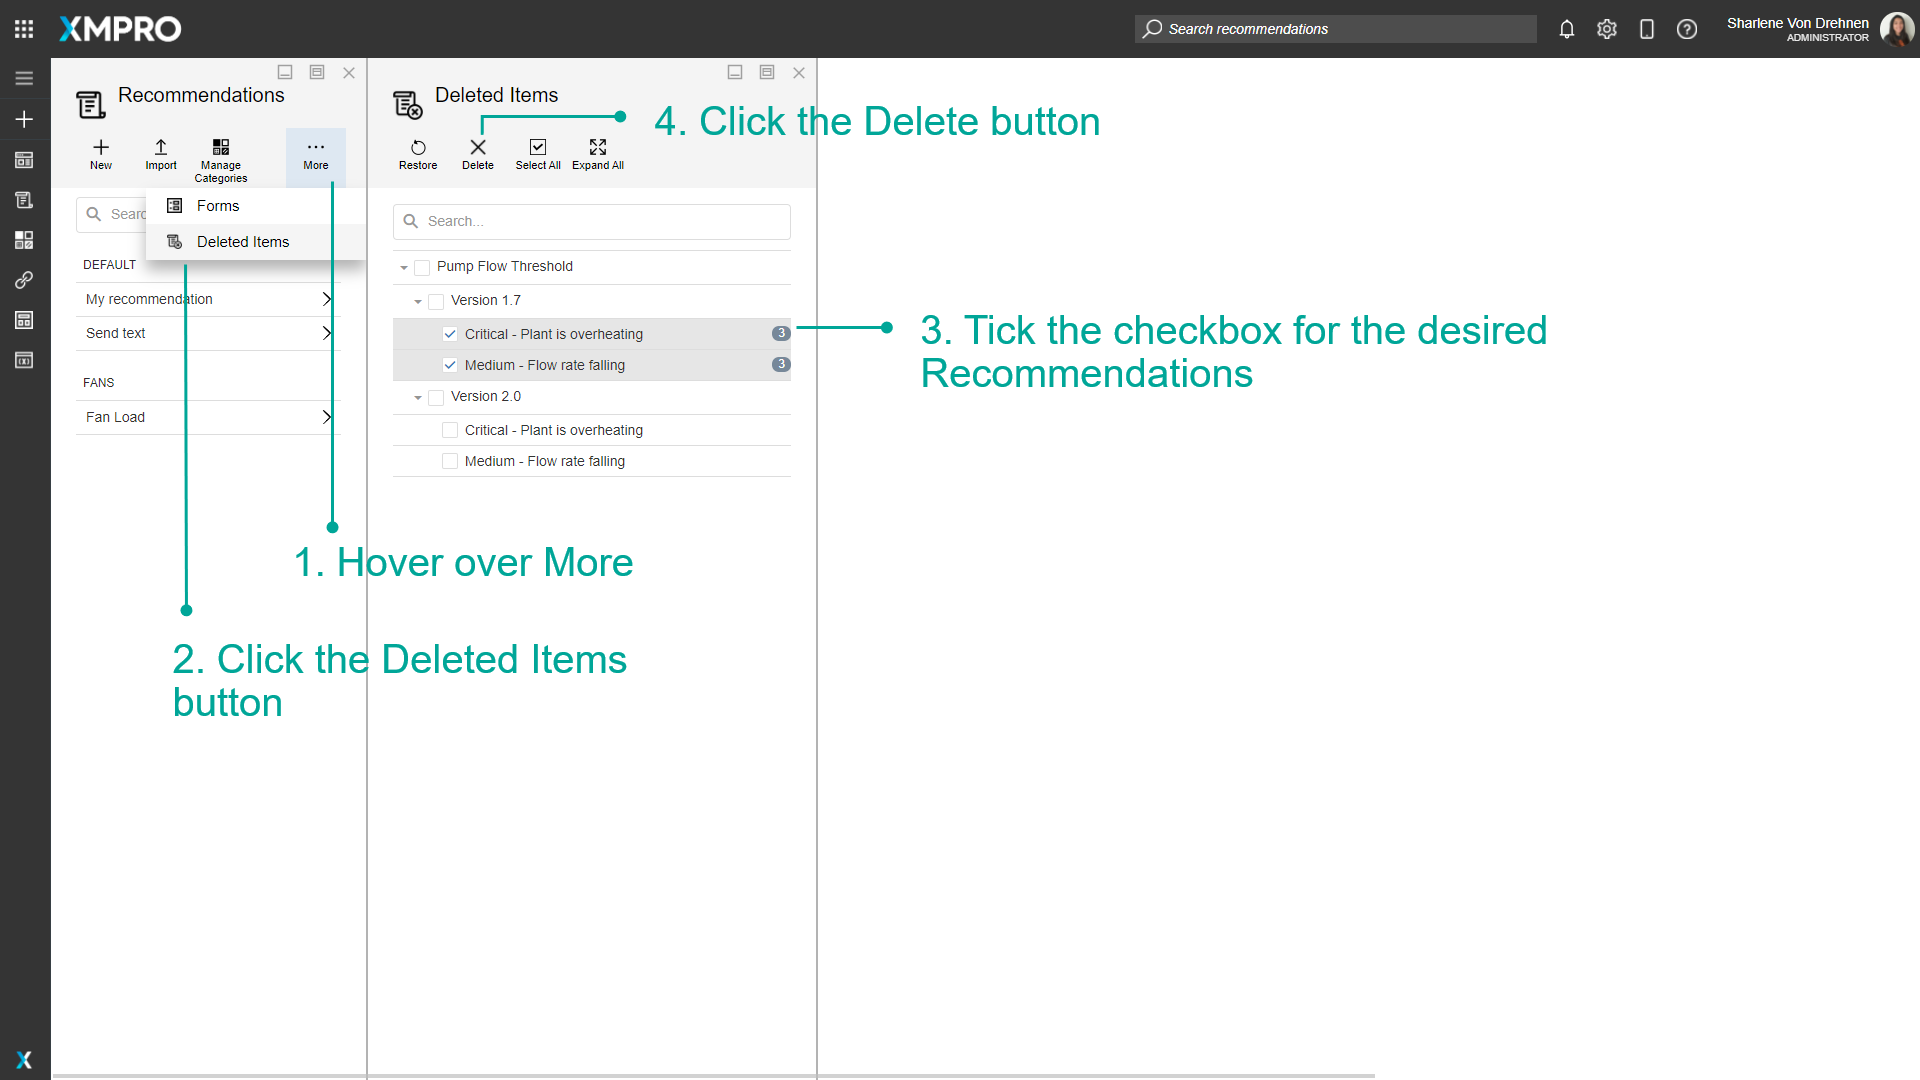 XMPRO
Search recommendations
Sharlene Von Drehnen
ADMINISTRATOR
Recommendations
New
Import
Manage
Categories
More
Searc
Forms
Deleted Items
DEFAULT
My recommendation
Send text
FANS
Fan Load
Deleted Items
Restore
Delete
Select All
Expand All
Search...
Pump Flow Threshold
Version 1.7
Critical - Plant is overheating
3
Medium - Flow rate falling
3
Version 2.0
Critical - Plant is overheating
Medium - Flow rate falling
4. Click the Delete button
3. Tick the checkbox for the desired
Recommendations
1. Hover over More
2. Click the Deleted Items
button